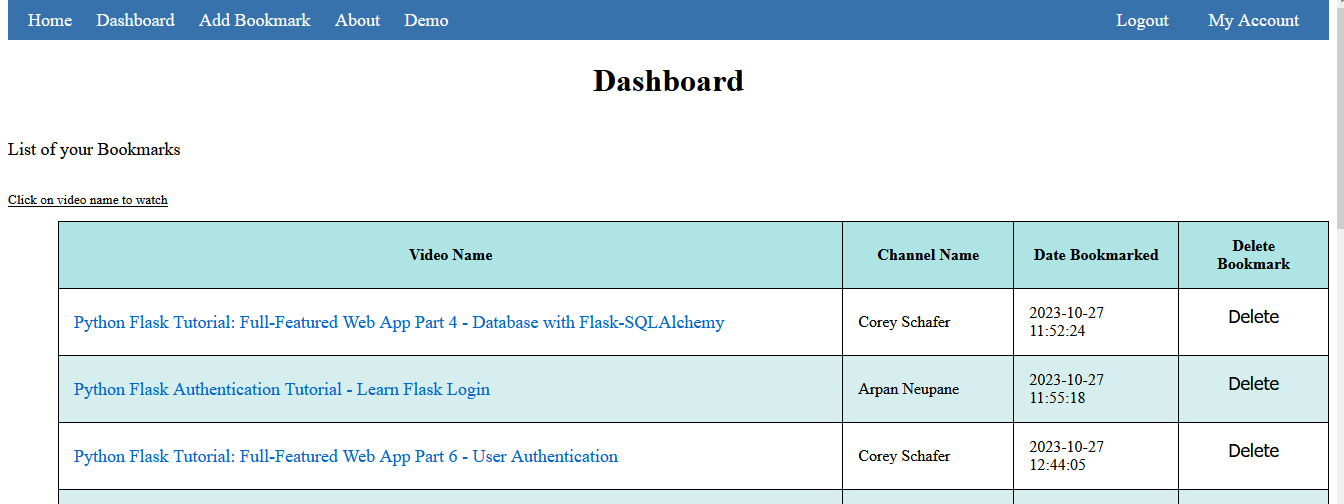 Home Dashboard Add Bookmark About Demo Logout My Account
Dashboard
List of your Bookmarks
Click on video name to watch
Video Name Channel Name Date Bookmarked Delete Bookmark
Python Flask Tutorial: Full-Featured Web App Part 4 - Database with Flask-SQLAlchemy Corey Schafer 2023-10-27 11:52:24 Delete
Python Flask Authentication Tutorial - Learn Flask Login Arpan Neupane 2023-10-27 11:55:18 Delete
Python Flask Tutorial: Full-Featured Web App Part 6 - User Authentication Corey Schafer 2023-10-27 12:44:05 Delete